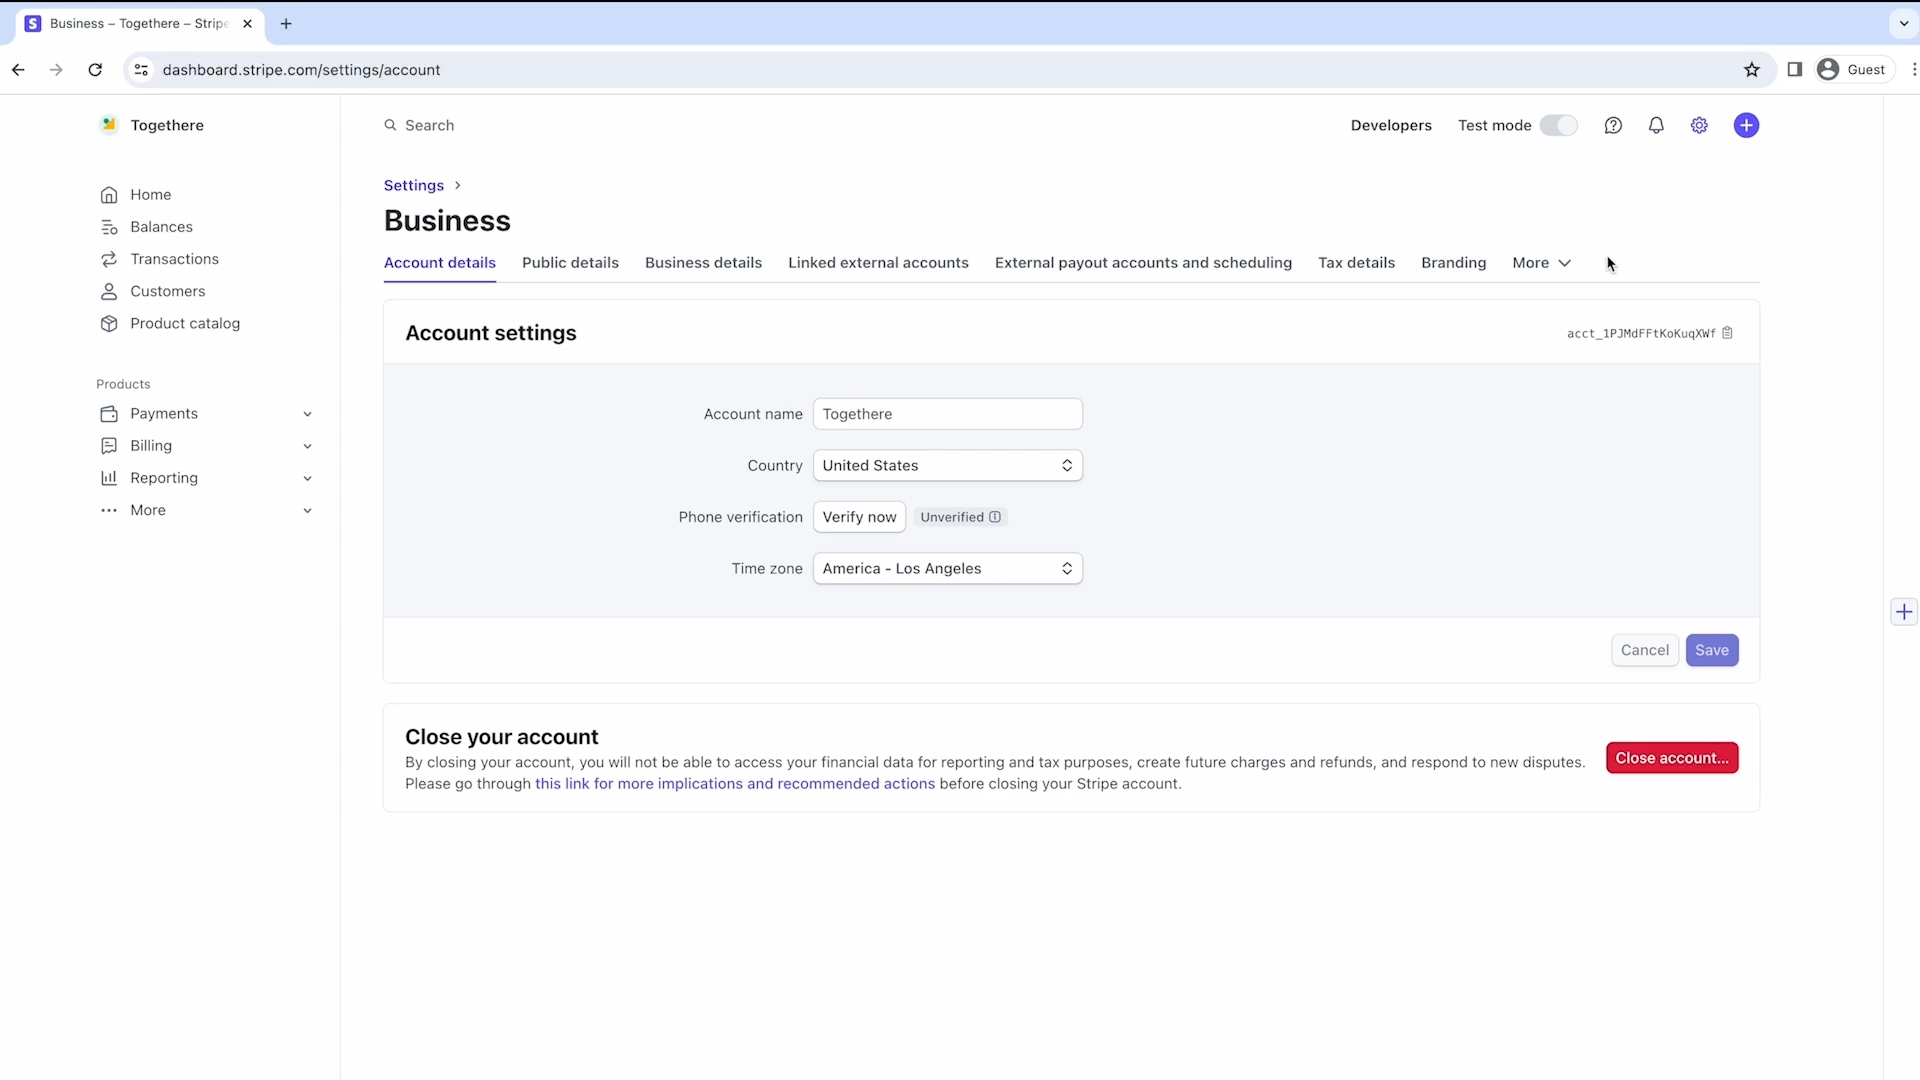 Business – Togethere – Stripe
dashboard.stripe.com/settings/account
Guest
Togethere
Search
Developers
Test mode
Home
Balances
Transactions
Customers
Product catalog
Products
Payments
Billing
Reporting
More
Settings
Business
Account details
Public details
Business details
Linked external accounts
External payout accounts and scheduling
Tax details
Branding
More
Account settings
acct_1PJMdFFtKoKuqXWf
Account name
Togethere
Country
United States
Phone verification
Verify now
Unverified
Time zone
America - Los Angeles
Cancel
Save
Close your account
By closing your account, you will not be able to access your financial data for reporting and tax purposes, create future charges and refunds, and respond to new disputes.
Please go through this link for more implications and recommended actions before closing your Stripe account.
Close account...